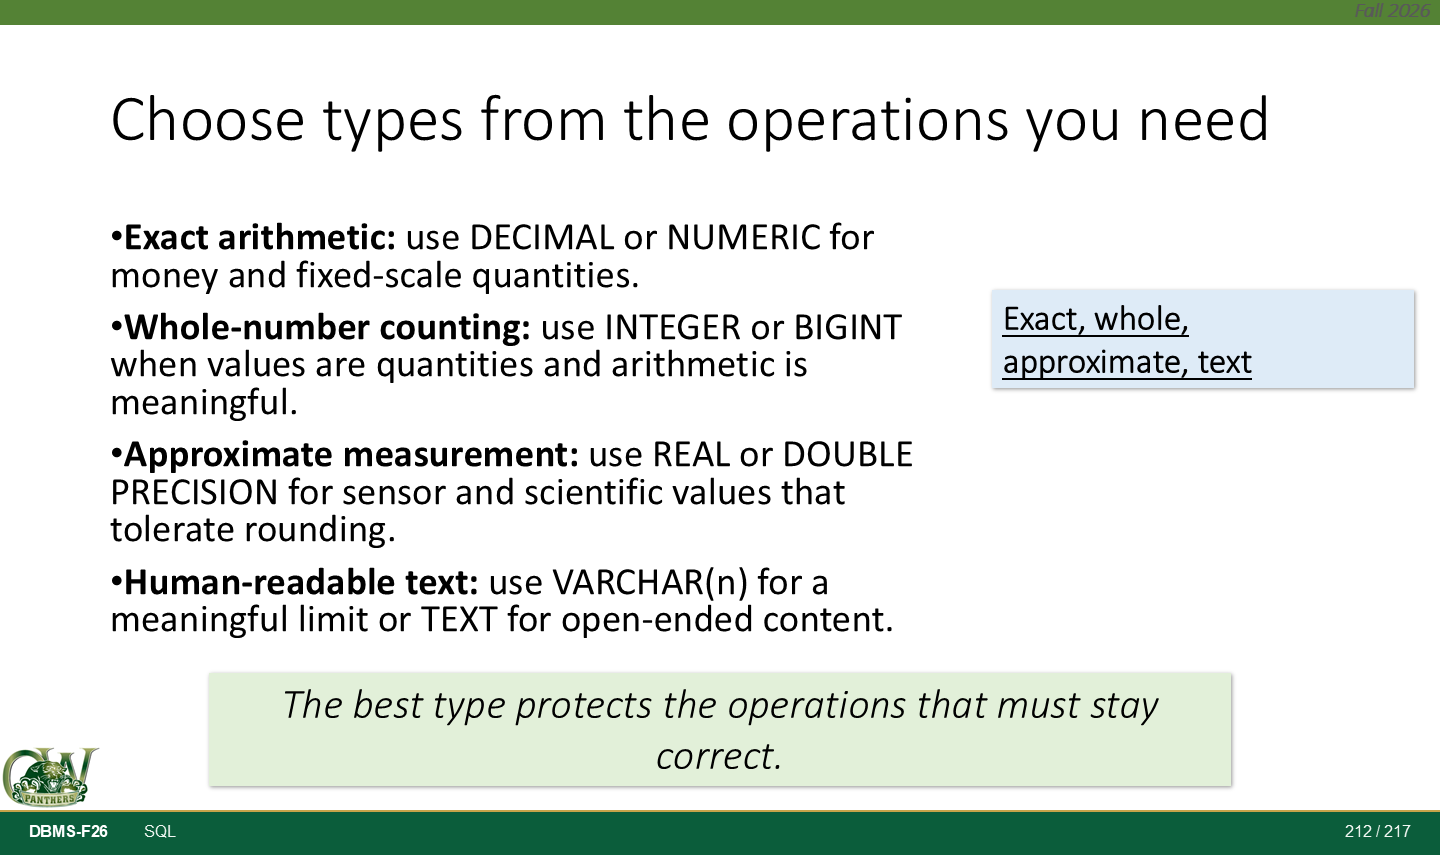 Fall 2026
Choose types from the operations you need
•Exact arithmetic: use DECIMAL or NUMERIC for
money and fixed-scale quantities.
•Whole-number counting: use INTEGER or BIGINT
when values are quantities and arithmetic is
meaningful.
•Approximate measurement: use REAL or DOUBLE
PRECISION for sensor and scientific values that
tolerate rounding.
•Human-readable text: use VARCHAR(n) for a
meaningful limit or TEXT for open-ended content.
Exact, whole,
approximate, text
The best type protects the operations that must stay
correct.
OW
PANTHERS
DBMS-F26 SQL 212 / 217